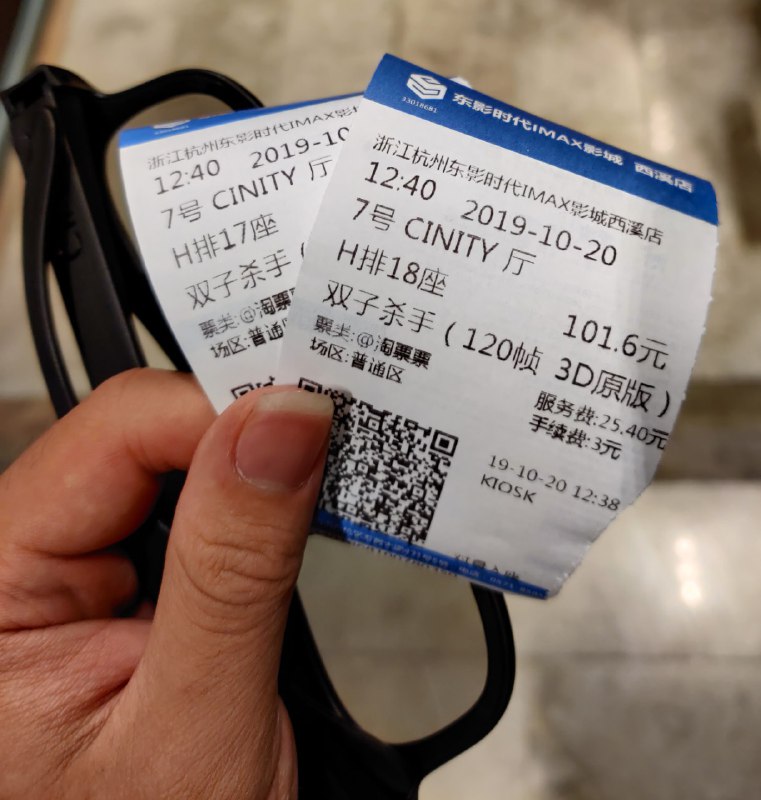 浙江杭州东影时代IMAX影
12:40 2019-10
7号 CINITY 厅
H排17座
双子杀手 (
票类:@淘票
场区:普通
33018681
东影时代IMAX影城 西溪店
浙江杭州东影时代IMAX影城西溪店
12:40 2019-10-20
7号 CINITY 厅
H排18座
101.6元
双子杀手 ( 120帧 3D原版 )
票类:@淘票票
场区:普通区
服务费:25.40元
手续费:3元
19-10-20 12:38
KIOSK